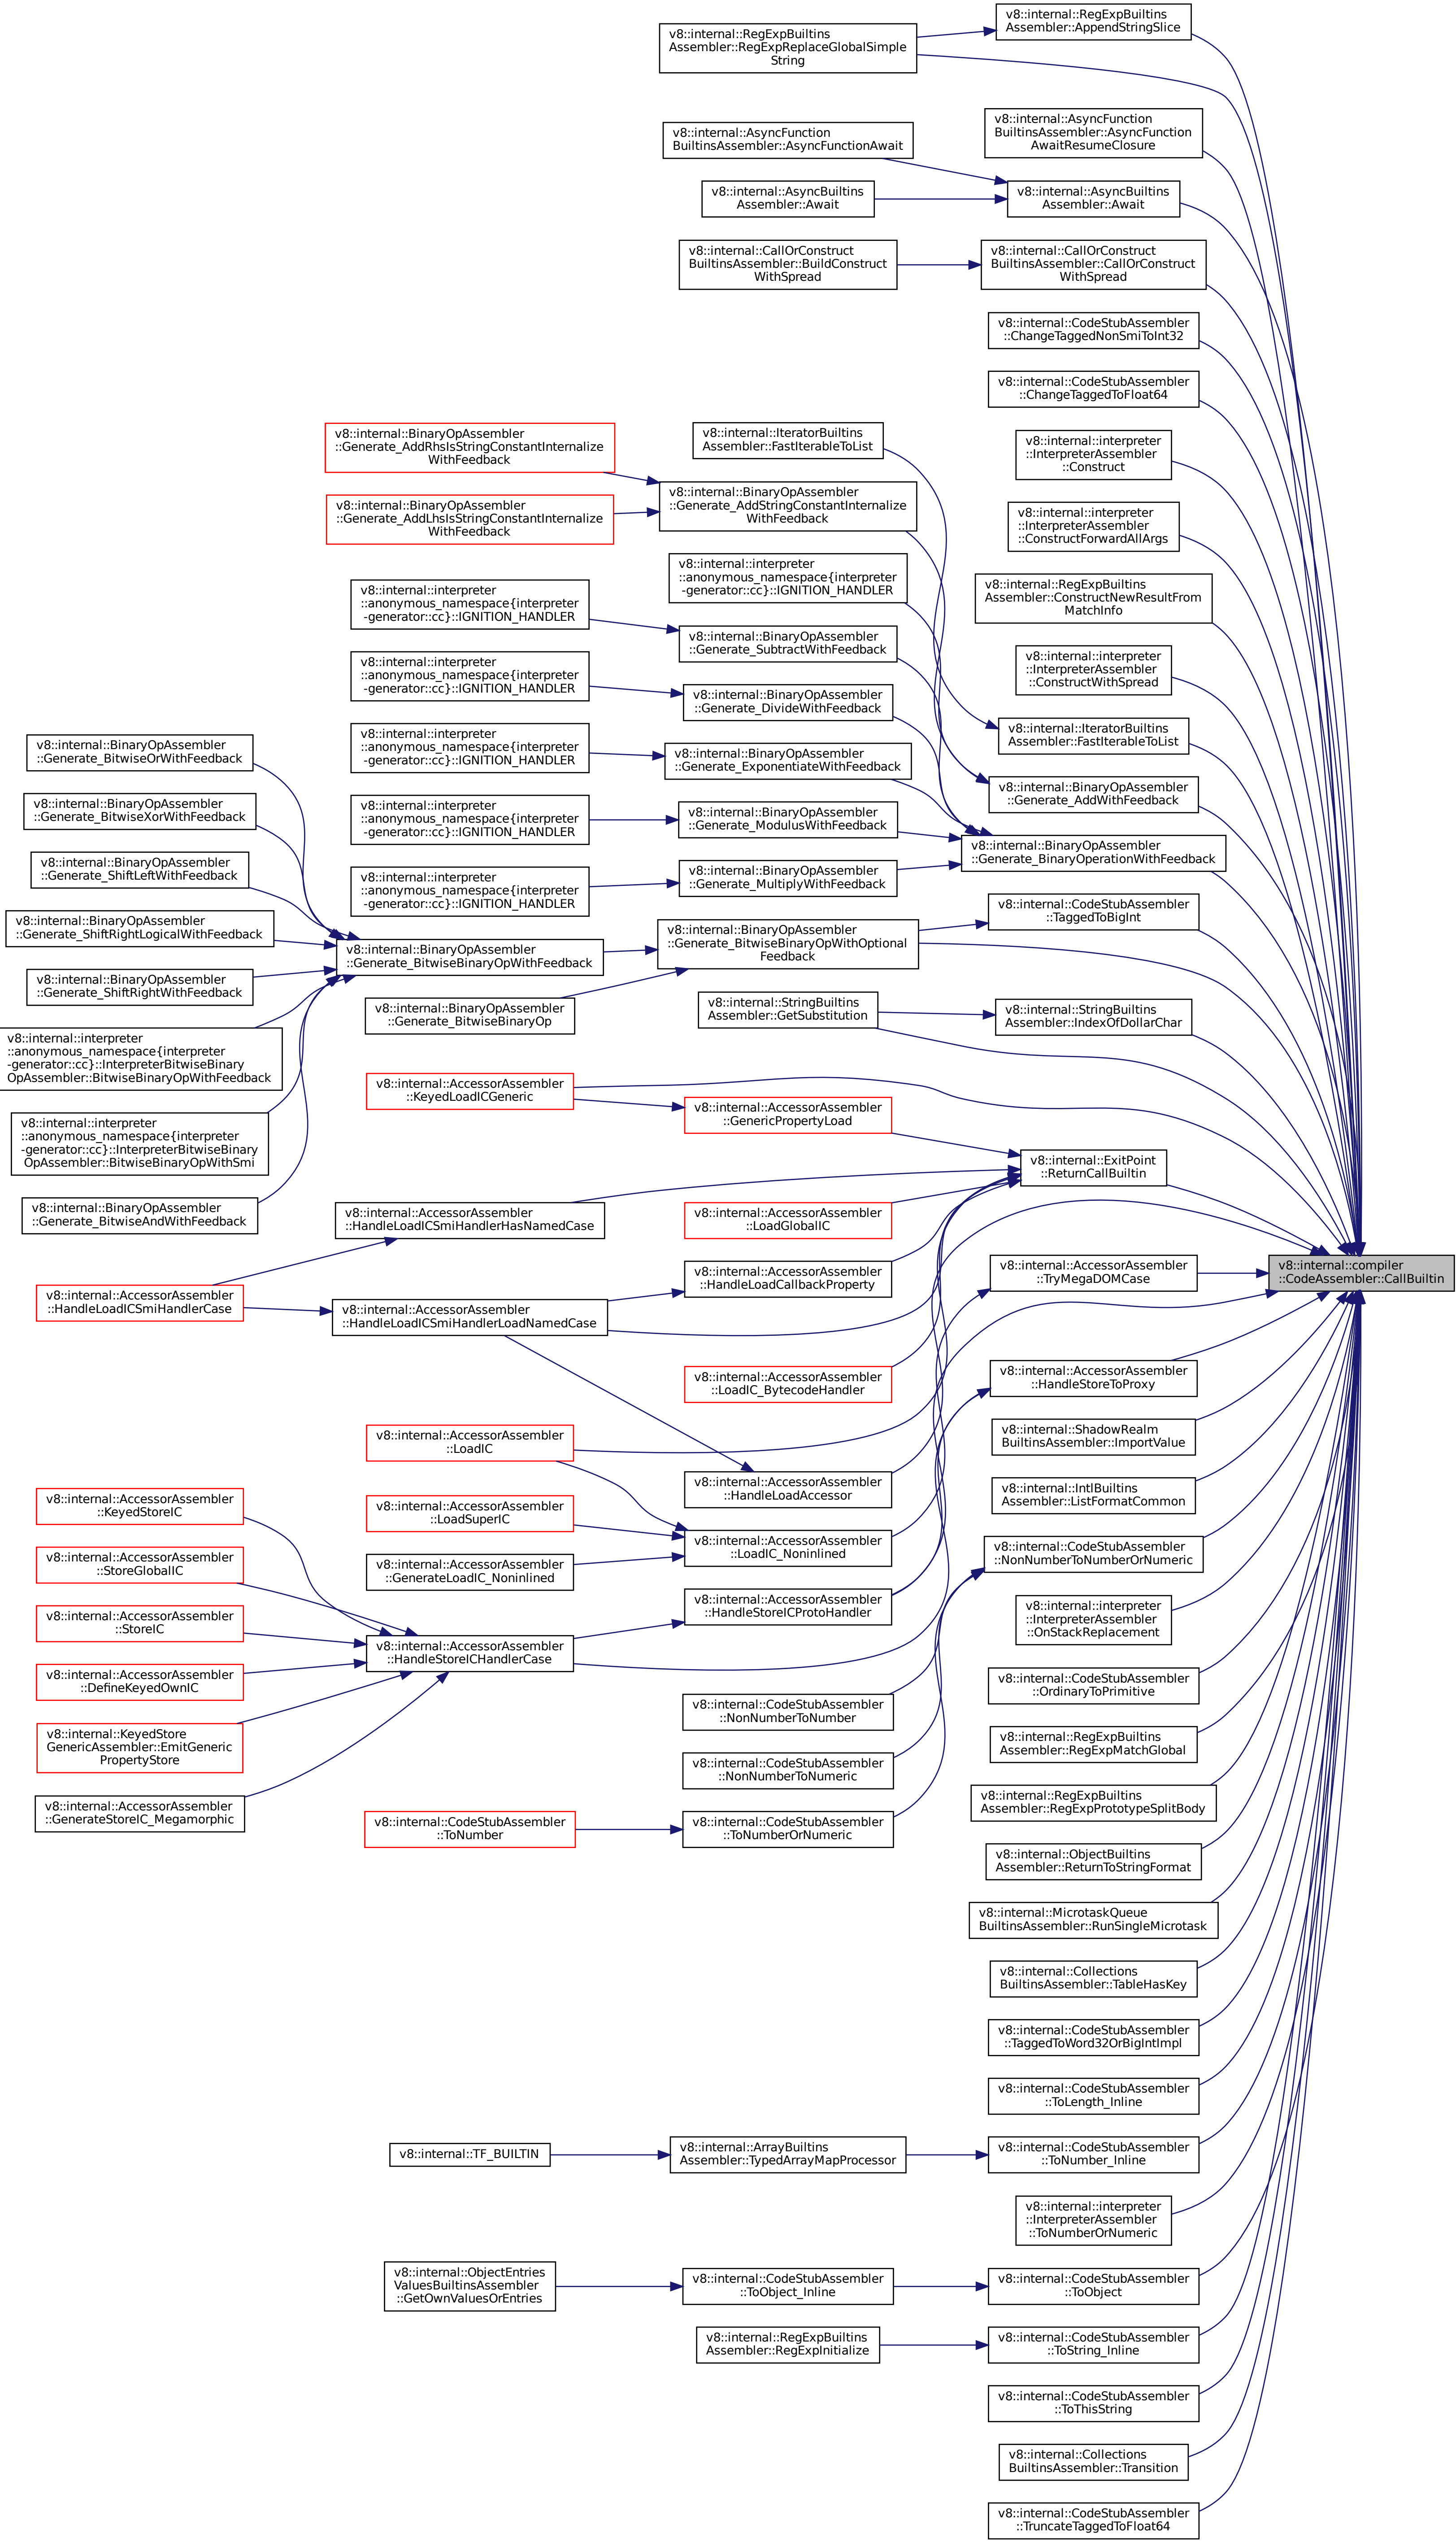 v8::internal::RegExpBuiltins
Assembler::AppendStringSlice
v8::internal::RegExpBuiltins
Assembler::RegExpReplaceGlobalSimple
String
v8::internal::AsyncFunction
BuiltinsAssembler::AsyncFunction
AwaitResumeClosure
v8::internal::AsyncFunction
BuiltinsAssembler::AsyncFunctionAwait
v8::internal::AsyncBuiltins
Assembler::Await
v8::internal::AsyncBuiltins
Assembler::Await
v8::internal::CallOrConstruct
BuiltinsAssembler::BuildConstruct
WithSpread
v8::internal::CallOrConstruct
BuiltinsAssembler::CallOrConstruct
WithSpread
v8::internal::CodeStubAssembler
::ChangeTaggedNonSmiToInt32
v8::internal::CodeStubAssembler
::ChangeTaggedToFloat64
v8::internal::BinaryOpAssembler
::Generate_AddRhsIsStringConstantInternalize
WithFeedback
v8::internal::IteratorBuiltins
Assembler::FastIterableToList
v8::internal::interpreter
::InterpreterAssembler
::Construct
v8::internal::BinaryOpAssembler
::Generate_AddLhsIsStringConstantInternalize
WithFeedback
v8::internal::BinaryOpAssembler
::Generate_AddStringConstantInternalize
WithFeedback
v8::internal::interpreter
::InterpreterAssembler
::ConstructForwardAllArgs
v8::internal::interpreter
::anonymous_namespace{interpreter
-generator::cc}::IGNITION_HANDLER
v8::internal::RegExpBuiltins
Assembler::ConstructNewResultFrom
MatchInfo
v8::internal::interpreter
::anonymous_namespace{interpreter
-generator::cc}::IGNITION_HANDLER
v8::internal::BinaryOpAssembler
::Generate_SubtractWithFeedback
v8::internal::interpreter
::InterpreterAssembler
::ConstructWithSpread
v8::internal::interpreter
::anonymous_namespace{interpreter
-generator::cc}::IGNITION_HANDLER
v8::internal::BinaryOpAssembler
::Generate_DivideWithFeedback
v8::internal::IteratorBuiltins
Assembler::FastIterableToList
v8::internal::BinaryOpAssembler
::Generate_BitwiseOrWithFeedback
v8::internal::interpreter
::anonymous_namespace{interpreter
-generator::cc}::IGNITION_HANDLER
v8::internal::BinaryOpAssembler
::Generate_ExponentiateWithFeedback
v8::internal::BinaryOpAssembler
::Generate_AddWithFeedback
v8::internal::BinaryOpAssembler
::Generate_BitwiseXorWithFeedback
v8::internal::interpreter
::anonymous_namespace{interpreter
-generator::cc}::IGNITION_HANDLER
v8::internal::BinaryOpAssembler
::Generate_ModulusWithFeedback
v8::internal::BinaryOpAssembler
::Generate_BinaryOperationWithFeedback
v8::internal::BinaryOpAssembler
::Generate_ShiftLeftWithFeedback
v8::internal::interpreter
::anonymous_namespace{interpreter
-generator::cc}::IGNITION_HANDLER
v8::internal::BinaryOpAssembler
::Generate_MultiplyWithFeedback
v8::internal::CodeStubAssembler
::TaggedToBigInt
v8::internal::BinaryOpAssembler
::Generate_ShiftRightLogicalWithFeedback
v8::internal::BinaryOpAssembler
::Generate_BitwiseBinaryOpWithFeedback
v8::internal::BinaryOpAssembler
::Generate_BitwiseBinaryOpWithOptional
Feedback
v8::internal::BinaryOpAssembler
::Generate_ShiftRightWithFeedback
v8::internal::BinaryOpAssembler
::Generate_BitwiseBinaryOp
v8::internal::StringBuiltins
Assembler::GetSubstitution
v8::internal::StringBuiltins
Assembler::IndexOfDollarChar
v8::internal::interpreter
::anonymous_namespace{interpreter
-generator::cc}::InterpreterBitwiseBinary
OpAssembler::BitwiseBinaryOpWithFeedback
v8::internal::AccessorAssembler
::KeyedLoadICGeneric
v8::internal::AccessorAssembler
::GenericPropertyLoad
v8::internal::interpreter
::anonymous_namespace{interpreter
-generator::cc}::InterpreterBitwiseBinary
OpAssembler::BitwiseBinaryOpWithSmi
v8::internal::ExitPoint
::ReturnCallBuiltin
v8::internal::BinaryOpAssembler
::Generate_BitwiseAndWithFeedback
v8::internal::AccessorAssembler
::HandleLoadICSmiHandlerHasNamedCase
v8::internal::AccessorAssembler
::LoadGlobalIC
v8::internal::AccessorAssembler
::HandleLoadCallbackProperty
v8::internal::AccessorAssembler
::TryMegaDOMCase
v8::internal::compiler
::CodeAssembler::CallBuiltin
v8::internal::AccessorAssembler
::HandleLoadICSmiHandlerCase
v8::internal::AccessorAssembler
::HandleLoadICSmiHandlerLoadNamedCase
v8::internal::AccessorAssembler
::LoadIC_BytecodeHandler
v8::internal::AccessorAssembler
::HandleStoreToProxy
v8::internal::AccessorAssembler
::LoadIC
v8::internal::ShadowRealm
BuiltinsAssembler::ImportValue
v8::internal::AccessorAssembler
::HandleLoadAccessor
v8::internal::IntlBuiltins
Assembler::ListFormatCommon
v8::internal::AccessorAssembler
::KeyedStoreIC
v8::internal::AccessorAssembler
::LoadSuperIC
v8::internal::AccessorAssembler
::LoadIC_Noninlined
v8::internal::CodeStubAssembler
::NonNumberToNumberOrNumeric
v8::internal::AccessorAssembler
::StoreGlobalIC
v8::internal::AccessorAssembler
::GenerateLoadIC_Noninlined
v8::internal::AccessorAssembler
::HandleStoreICProtoHandler
v8::internal::interpreter
::InterpreterAssembler
::OnStackReplacement
v8::internal::AccessorAssembler
::StoreIC
v8::internal::AccessorAssembler
::HandleStoreICHandlerCase
v8::internal::AccessorAssembler
::DefineKeyedOwnIC
v8::internal::CodeStubAssembler
::NonNumberToNumber
v8::internal::CodeStubAssembler
::OrdinaryToPrimitive
v8::internal::KeyedStore
GenericAssembler::EmitGeneric
PropertyStore
v8::internal::CodeStubAssembler
::NonNumberToNumeric
v8::internal::RegExpBuiltins
Assembler::RegExpMatchGlobal
v8::internal::AccessorAssembler
::GenerateStoreIC_Megamorphic
v8::internal::RegExpBuiltins
Assembler::RegExpPrototypeSplitBody
v8::internal::CodeStubAssembler
::ToNumber
v8::internal::CodeStubAssembler
::ToNumberOrNumeric
v8::internal::ObjectBuiltins
Assembler::ReturnToStringFormat
v8::internal::MicrotaskQueue
BuiltinsAssembler::RunSingleMicrotask
v8::internal::Collections
BuiltinsAssembler::TableHasKey
v8::internal::CodeStubAssembler
::TaggedToWord32OrBigIntImpl
v8::internal::CodeStubAssembler
::ToLength_Inline
v8::internal::TF_BUILTIN
v8::internal::ArrayBuiltins
Assembler::TypedArrayMapProcessor
v8::internal::CodeStubAssembler
::ToNumber_Inline
v8::internal::interpreter
::InterpreterAssembler
::ToNumberOrNumeric
v8::internal::ObjectEntries
ValuesBuiltinsAssembler
::GetOwnValuesOrEntries
v8::internal::CodeStubAssembler
::ToObject_Inline
v8::internal::CodeStubAssembler
::ToObject
v8::internal::RegExpBuiltins
Assembler::RegExpInitialize
v8::internal::CodeStubAssembler
::ToString_Inline
v8::internal::CodeStubAssembler
::ToThisString
v8::internal::Collections
BuiltinsAssembler::Transition
v8::internal::CodeStubAssembler
::TruncateTaggedToFloat64